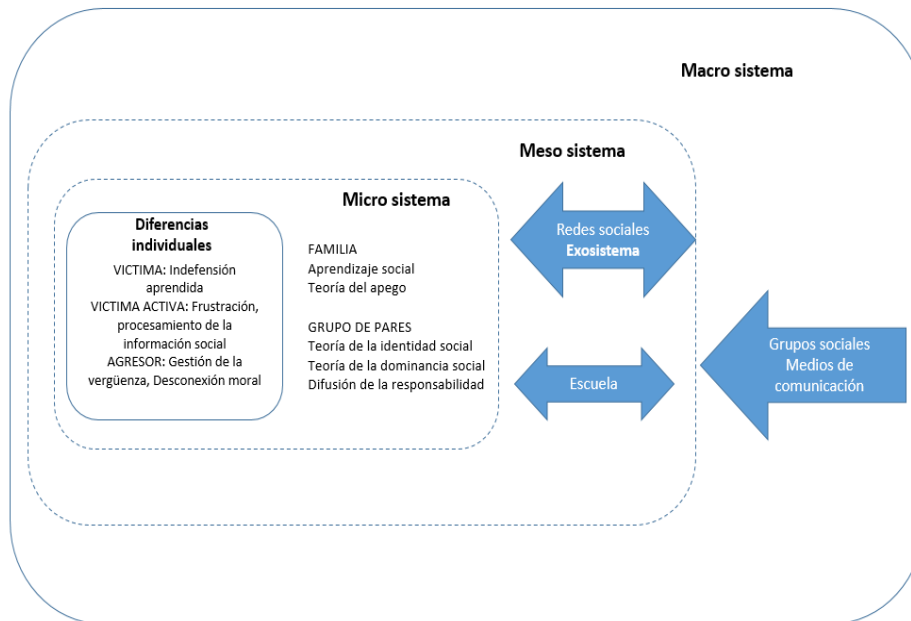 Macro sistema
Meso sistema
Micro sistema
Diferencias
individuales
VICTIMA: Indefensión
aprendida
VICTIMA ACTIVA: Frustración,
procesamiento de la
información social
AGRESOR: Gestión de la
vergüenza, Desconexión moral
FAMILIA
Aprendizaje social
Teoría del apego
GRUPO DE PARES
Teoría de la identidad social
Teoría de la dominancia social
Difusión de la responsabilidad
Redes sociales
Exosistema
Escuela
Grupos sociales
Medios de
comunicación